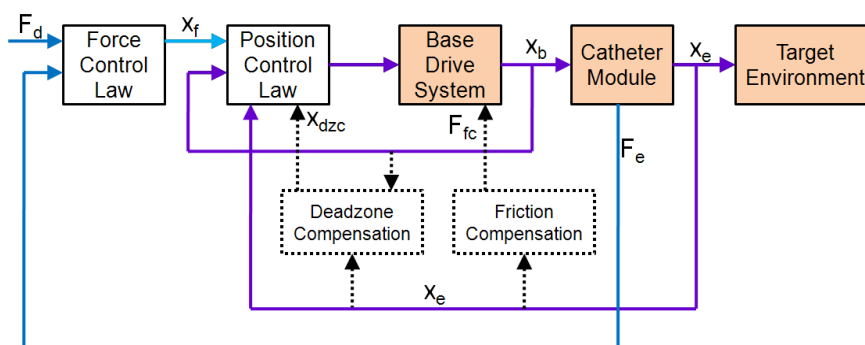 F_d
Force
Control
Law
x_f
Position
Control
Law
Base
Drive
System
x_b
Catheter
Module
x_e
Target
Environment
x_dzc
F_fc
F_e
Deadzone
Compensation
Friction
Compensation
x_e